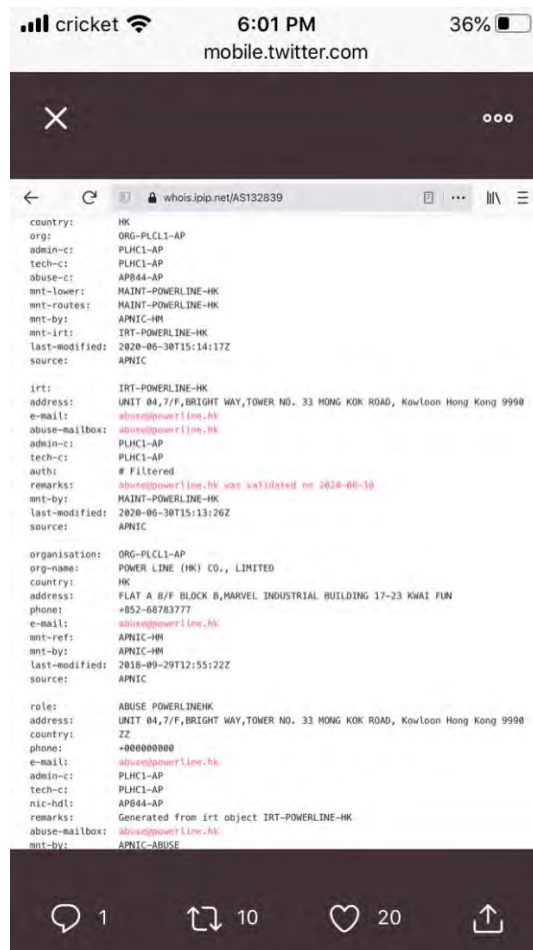 cricket 6:01 PM 36%
mobile.twitter.com
whois.ipip.net/AS132839
country: HK
org: ORG-PLCL1-AP
admin-c: PLHC1-AP
tech-c: PLHC1-AP
abuse-c: AP844-AP
mnt-lower: MAINT-POWERLINE-HK
mnt-routes: MAINT-POWERLINE-HK
mnt-by: APNIC-HM
mnt-irt: IRT-POWERLINE-HK
last-modified: 2020-06-30T15:14:17Z
source: APNIC
irt: IRT-POWERLINE-HK
address: UNIT 04,7/F,BRIGHT WAY,TOWER NO. 33 MONG KOK ROAD, Kowloon Hong Kong 9990
e-mail: abuse@powerline.hk
abuse-mailbox: abuse@powerline.hk
admin-c: PLHC1-AP
tech-c: PLHC1-AP
auth: # Filtered
remarks: abuse@powerline.hk was validated on 2020-06-30
mnt-by: MAINT-POWERLINE-HK
last-modified: 2020-06-30T15:13:26Z
source: APNIC
organisation: ORG-PLCL1-AP
org-name: POWER LINE (HK) CO., LIMITED
country: HK
address: FLAT A 8/F BLOCK B,MARVEL INDUSTRIAL BUILDING 17-23 KWAI FUN
phone: +852-68783777
e-mail: abuse@powerline.hk
mnt-ref: APNIC-HM
mnt-by: APNIC-HM
last-modified: 2018-09-29T12:55:22Z
source: APNIC
role: ABUSE POWERLINEHK
address: UNIT 04,7/F,BRIGHT WAY,TOWER NO. 33 MONG KOK ROAD, Kowloon Hong Kong 9990
country: ZZ
phone: +000000000
e-mail: abuse@powerline.hk
admin-c: PLHC1-AP
tech-c: PLHC1-AP
nic-hdl: AP844-AP
remarks: Generated from irt object IRT-POWERLINE-HK
abuse-mailbox: abuse@powerline.hk
mnt-by: APNIC-ABUSE
1 10 20